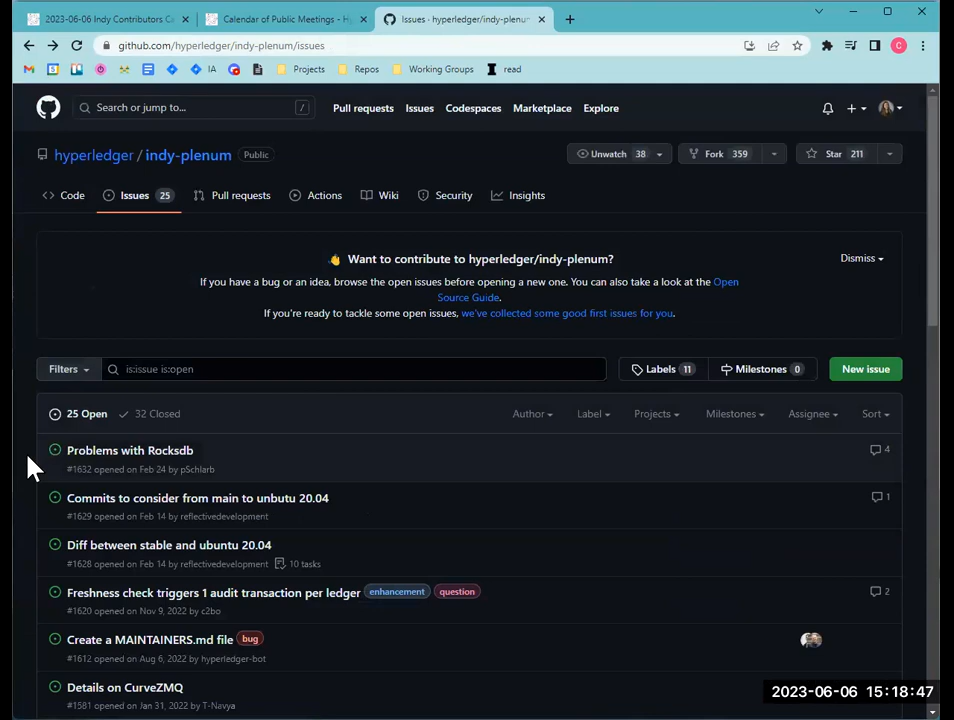 2023-06-06 Indy Contributors C
Calendar of Public Meetings - Hy
Issues · hyperledger/indy-plenum
github.com/hyperledger/indy-plenum/issues
IA
Projects
Repos
Working Groups
read
Search or jump to...
/
Pull requests
Issues
Codespaces
Marketplace
Explore
hyperledger / indy-plenum
Public
Unwatch 38
Fork 359
Star 211
Code
Issues 25
Pull requests
Actions
Wiki
Security
Insights
Want to contribute to hyperledger/indy-plenum?
Dismiss
If you have a bug or an idea, browse the open issues before opening a new one. You can also take a look at the Open
Source Guide.
If you're ready to tackle some open issues, we've collected some good first issues for you.
Filters
is:issue is:open
Labels 11
Milestones 0
New issue
25 Open
32 Closed
Author
Label
Projects
Milestones
Assignee
Sort
Problems with Rocksdb
4
#1632 opened on Feb 24 by pSchlarb
Commits to consider from main to unbutu 20.04
1
#1629 opened on Feb 14 by reflectivedevelopment
Diff between stable and ubuntu 20.04
#1628 opened on Feb 14 by reflectivedevelopment
10 tasks
Freshness check triggers 1 audit transaction per ledger enhancement question
2
#1620 opened on Nov 9, 2022 by c2bo
Create a MAINTAINERS.md file bug
#1612 opened on Aug 6, 2022 by hyperledger-bot
Details on CurveZMQ
#1581 opened on Jan 31, 2022 by T-Navya
2023-06-06 15:18:47